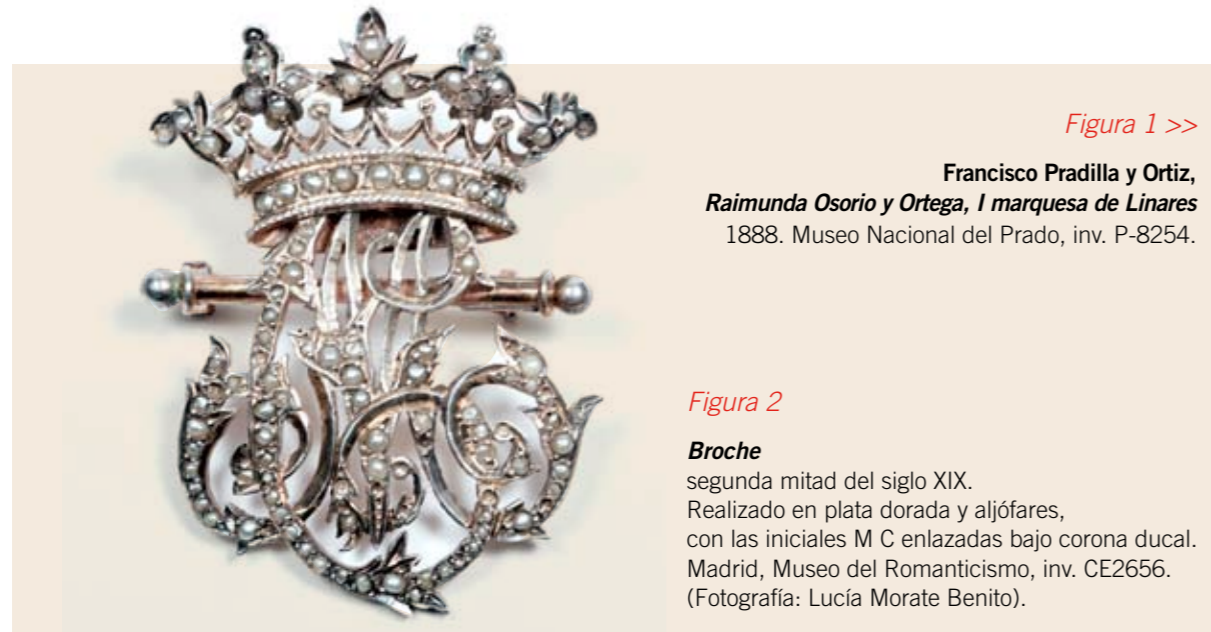 Figura 1 >>
Francisco Pradilla y Ortiz,
Raimunda Osorio y Ortega, I marquesa de Linares
1888. Museo Nacional del Prado, inv. P-8254.
Figura 2
Broche
segunda mitad del siglo XIX.
Realizado en plata dorada y aljófares,
con las iniciales M C enlazadas bajo corona ducal.
Madrid, Museo del Romanticismo, inv. CE2656.
(Fotografía: Lucía Morate Benito).